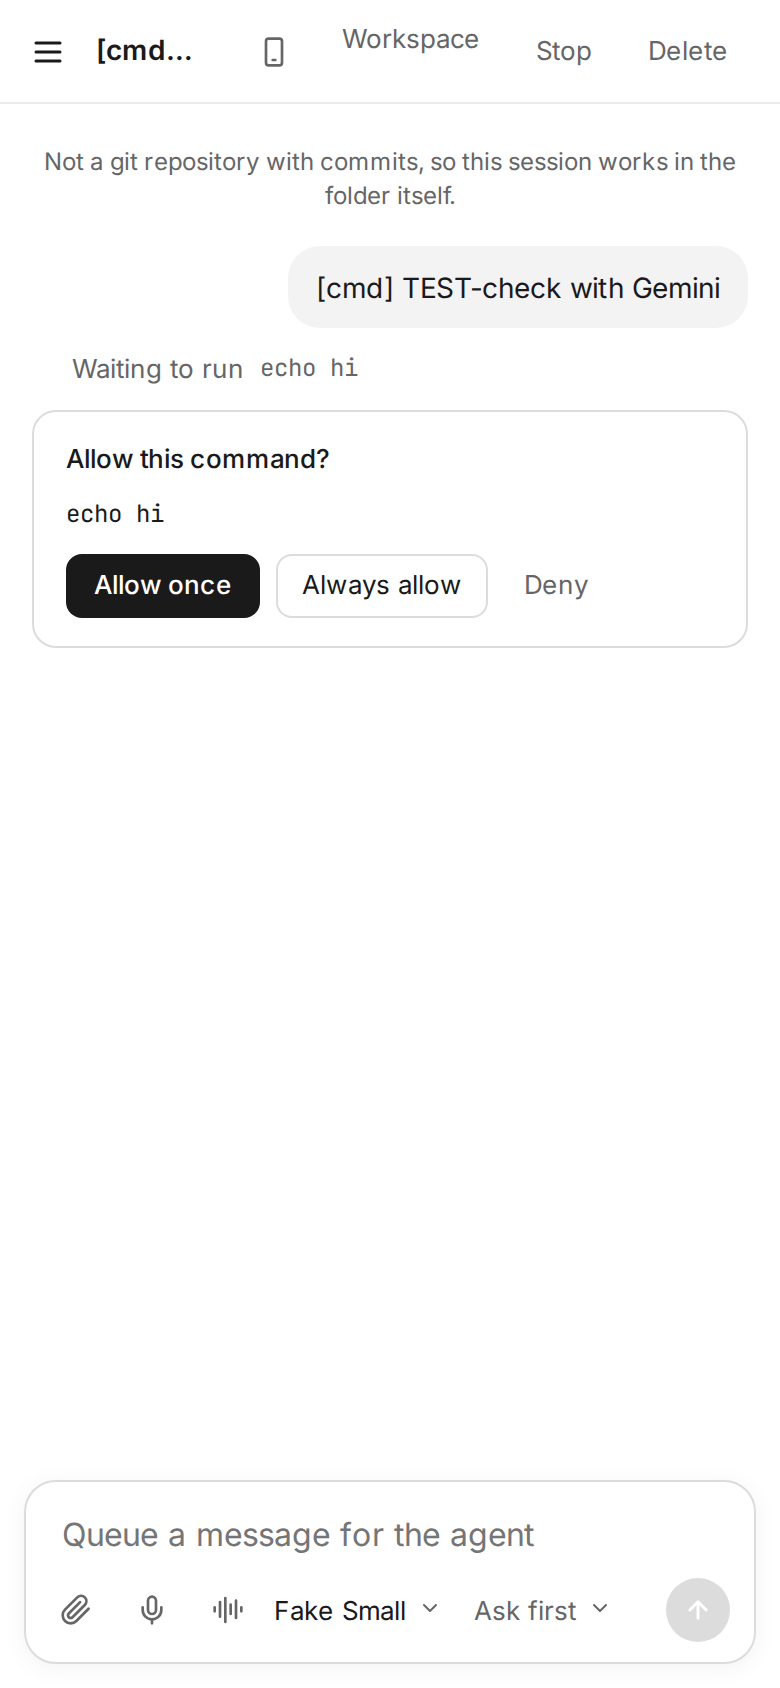 [cmd...
Workspace
Stop
Delete
Not a git repository with commits, so this session works in the
folder itself.
[cmd] TEST-check with Gemini
Waiting to run echo hi
Allow this command?
echo hi
Allow once
Always allow
Deny
Queue a message for the agent
Fake Small
Ask first